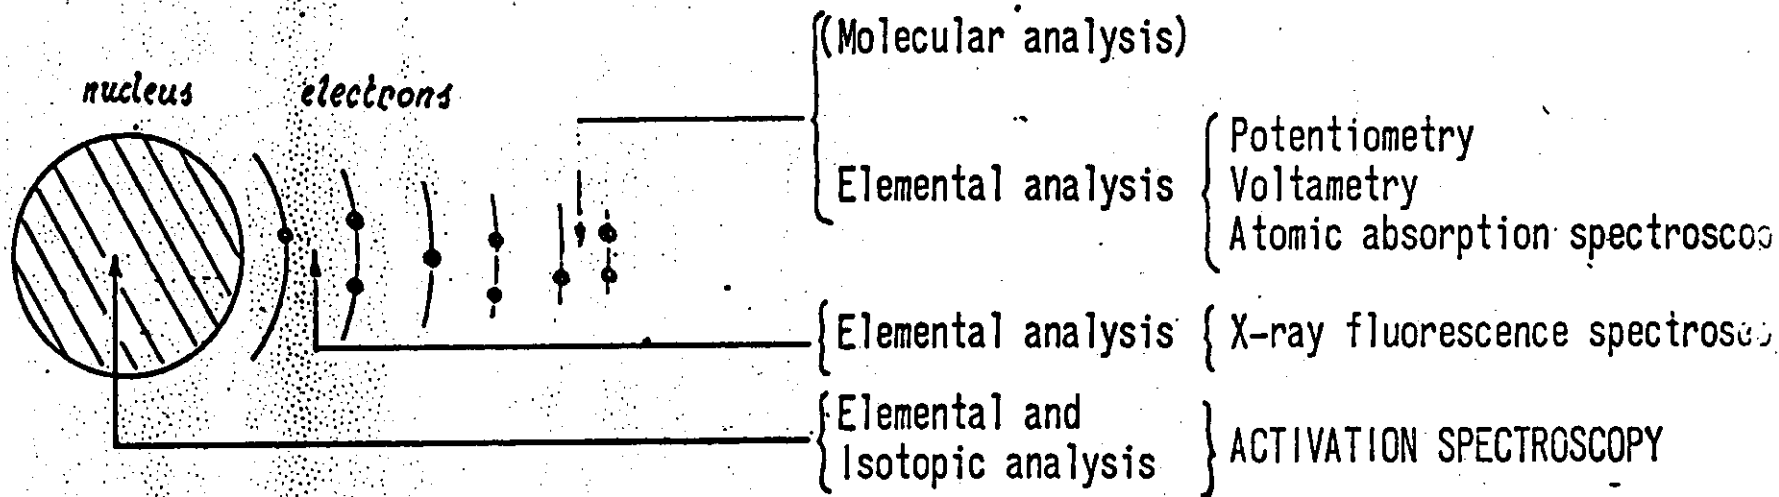 (Molecular analysis)
nucleus electrons
Potentiometry
Elemental analysis Voltametry
Atomic absorption
Elemental analysis X-ray fluorescence
Elemental and
Isotopic analysis ACTIVATION SPECTROSCOPY